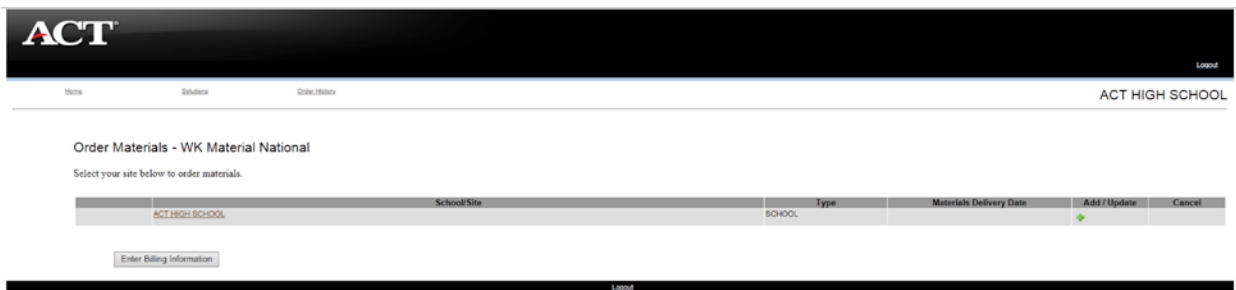 ACT®
Logout
Home Solutions Order History
ACT HIGH SCHOOL
Order Materials - WK Material National
Select your site below to order materials.
School/Site Type Materials Delivery Date Add / Update Cancel
ACT HIGH SCHOOL SCHOOL
Enter Billing Information
Logout